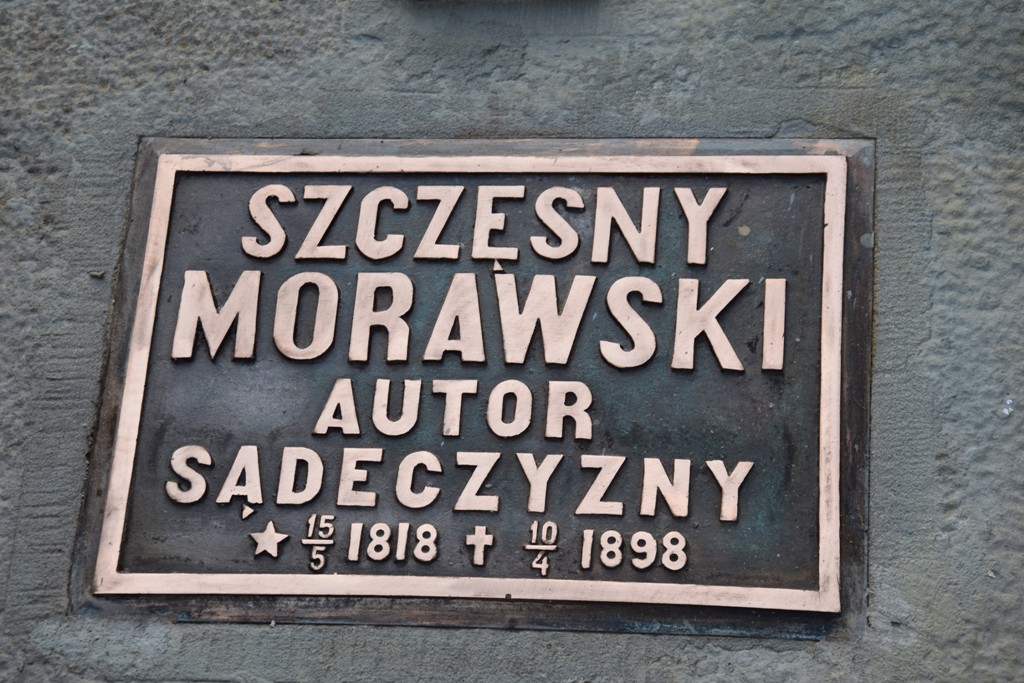 SZCZĘSNY
MORAWSKI
AUTOR
SĄDECZYZNY
★ 15/5 1818 ✝ 10/4 1898